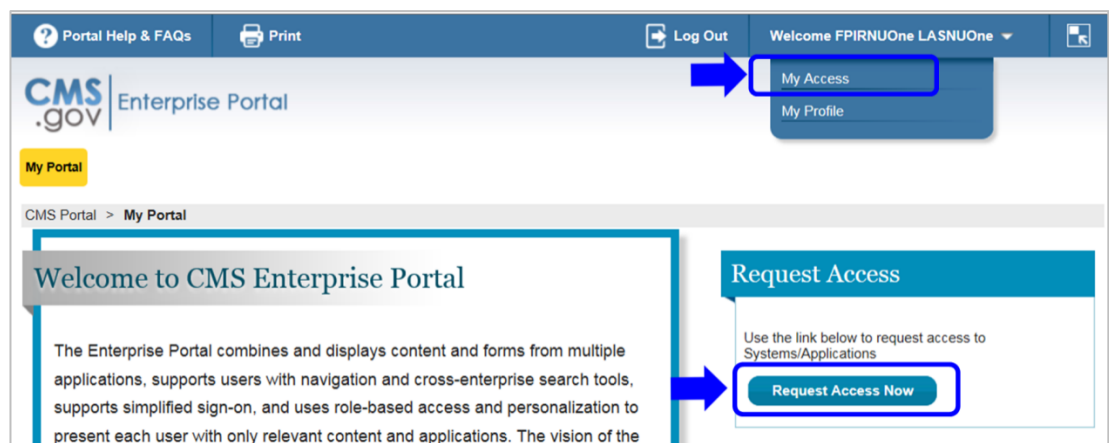 Portal Help & FAQs
Print
Log Out
Welcome FPIRNUOne LASNUOne
My Access
My Profile
CMS
.gov
Enterprise Portal
My Portal
CMS Portal > My Portal
Welcome to CMS Enterprise Portal
The Enterprise Portal combines and displays content and forms from multiple
applications, supports users with navigation and cross-enterprise search tools,
supports simplified sign-on, and uses role-based access and personalization to
present each user with only relevant content and applications. The vision of the
Request Access
Use the link below to request access to
Systems/Applications
Request Access Now